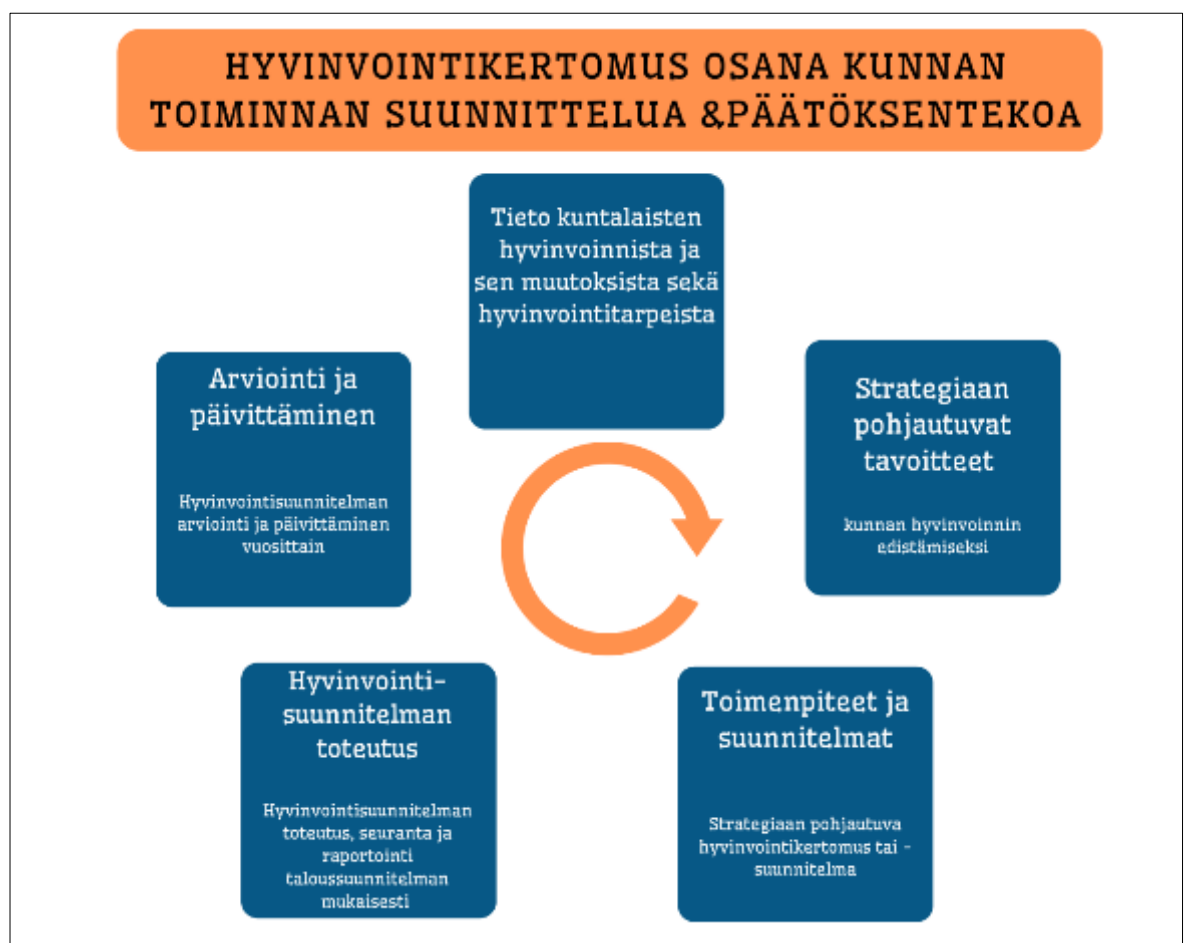 HYVINVOINTIKERTOMUS OSANA KUNNAN
TOIMINNAN SUUNNITTELUA &PÄÄTÖKSENTEKOA
Tieto kuntalaisten
hyvinvoinnista ja
sen muutoksista sekä
hyvinvointitarpeista
Strategiaan
pohjautuvat
tavoitteet
kunnan hyvinvoinnin
edistämiseksi
Toimenpiteet ja
suunnitelmat
Strategiaan pohjautuva
hyvinvointikertomus tai -
suunnitelma
Hyvinvointi-
suunnitelman
toteutus
Hyvinvointisuunnitelman
toteutus, seuranta ja
raportointi
taloussuunnitelman
mukaisesti
Arviointi ja
päivittäminen
Hyvinvointisuunnitelman
arviointi ja päivittäminen
vuosittain